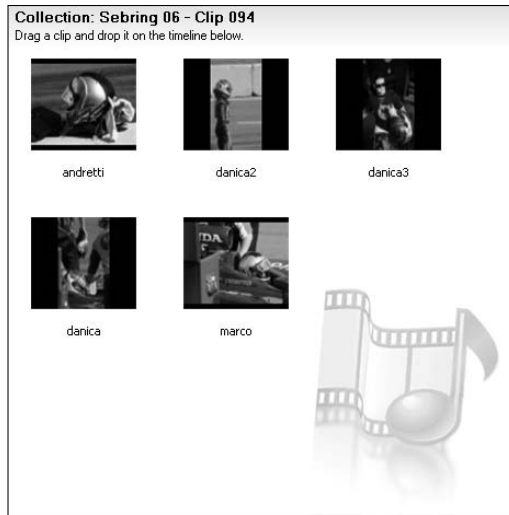 Collection: Sebring 06 - Clip 094
Drag a clip and drop it on the timeline below.
andretti
danica2
danica3
danica
marco